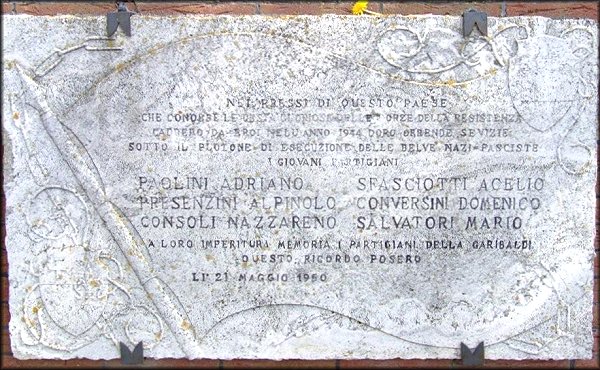 NEI PRESSI DI QUESTO PAESE
CHE CONOBBE LE GESTA GLORIOSE DELLE FORZE DELLA RESISTENZA
CADDERO DA EROI NELL'ANNO 1944 DOPO ORRENDE SEVIZIE
SOTTO IL PLOTONE DI ESECUZIONE DELLE BELVE NAZI-FASCISTE
I GIOVANI PARTIGIANI
PAOLINI ADRIANO SFASCIOTTI ACELIO
PRESENZINI ALPINOLO CONVERSINI DOMENICO
CONSOLI NAZZARENO SALVATORI MARIO
A LORO IMPERITURA MEMORIA I PARTIGIANI DELLA GARIBALDI
QUESTO RICORDO POSERO
LI' 21 MAGGIO 1950